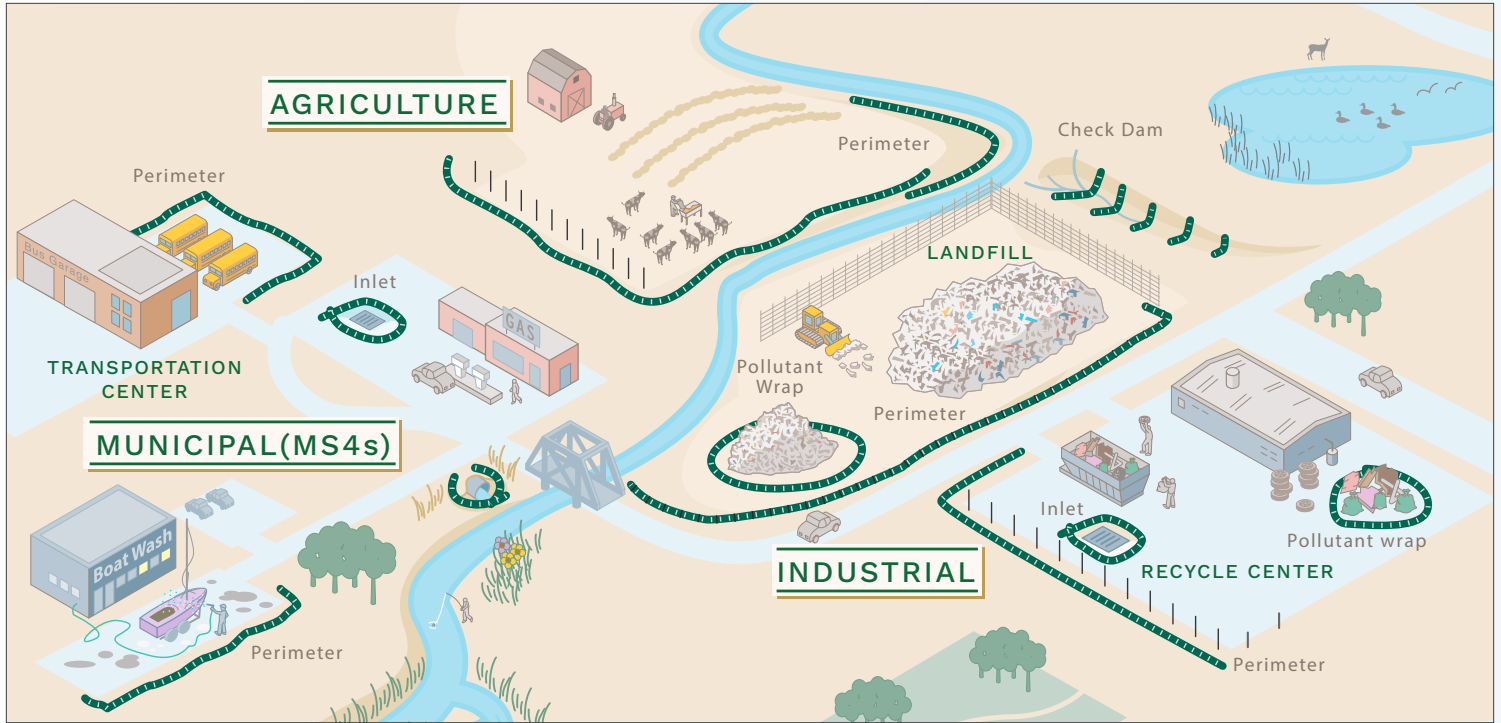 AGRICULTURE
Perimeter
Check Dam
Perimeter
Bus Garage
LANDFILL
Inlet
GAS
TRANSPORTATION
CENTER
Pollutant
Wrap
Perimeter
MUNICIPAL(MS4s)
Boat Wash
Inlet
Pollutant wrap
INDUSTRIAL
RECYCLE CENTER
Perimeter
Perimeter